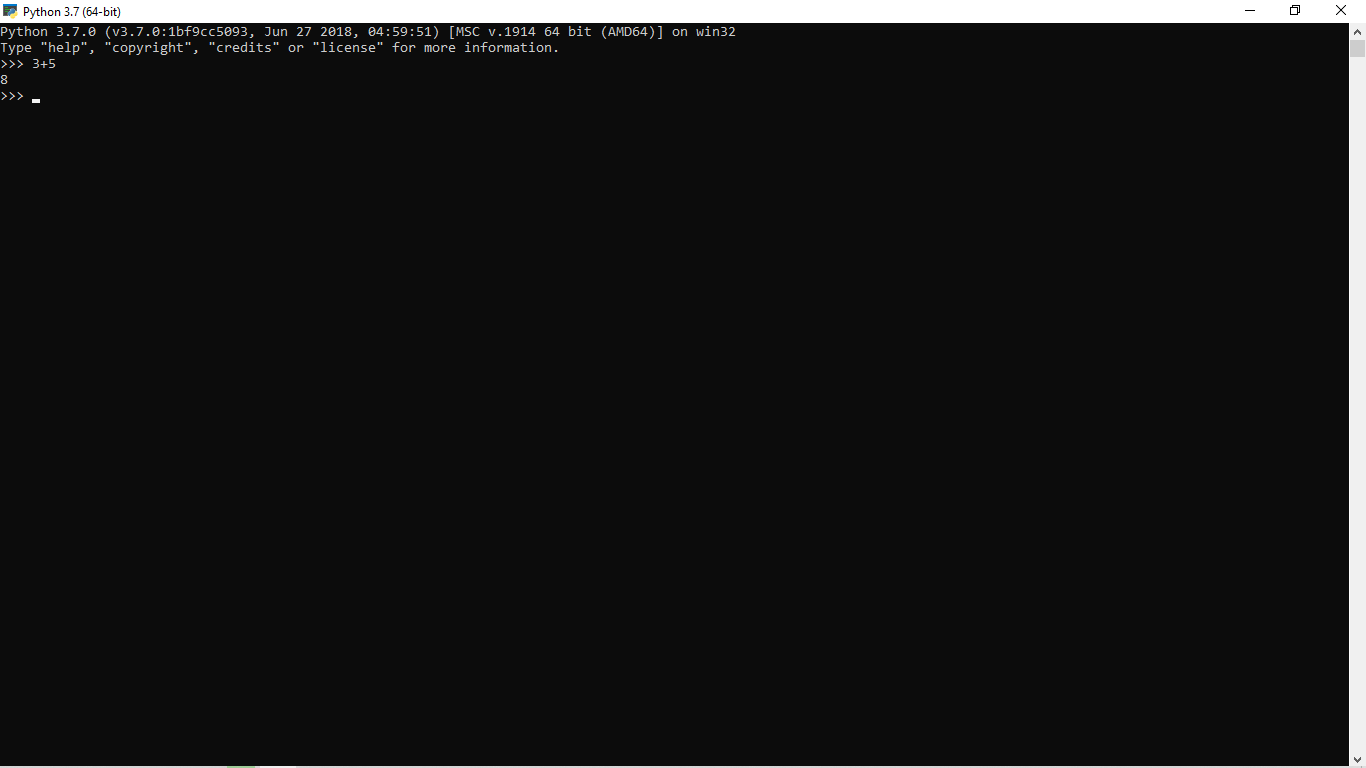 Python 3.7 (64-bit)
Python 3.7.0 (v3.7.0:1bf9cc5093, Jun 27 2018, 04:59:51) [MSC v.1914 64 bit (AMD64)] on win32
Type "help", "copyright", "credits" or "license" for more information.
>>> 3+5
8
>>>